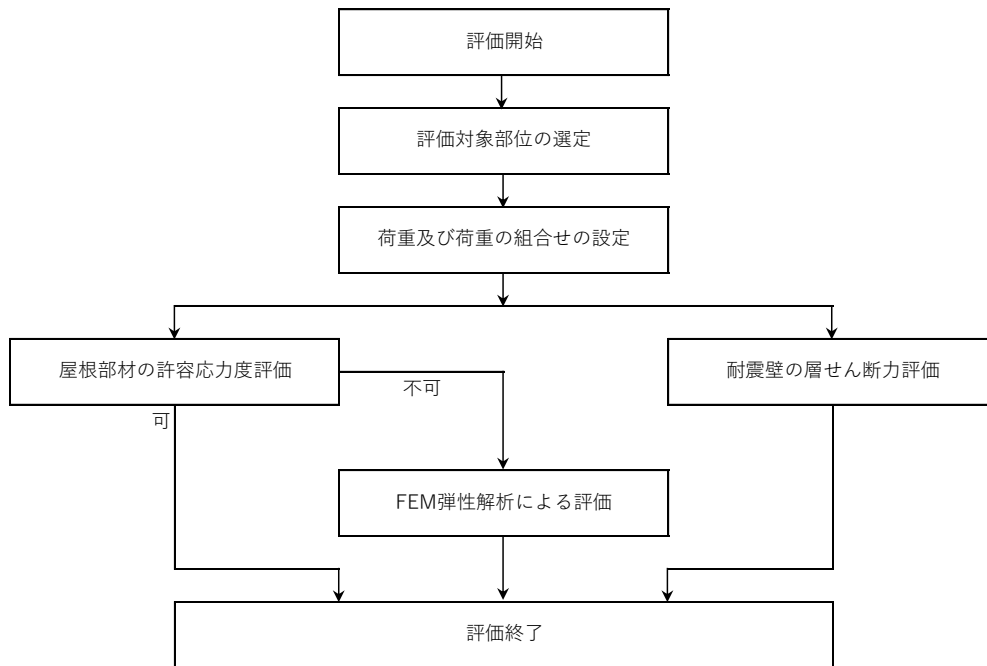 評価開始
評価対象部位の選定
荷重及び荷重の組合せの設定
屋根部材の許容応力度評価
不可
耐震壁の層せん断力評価
可
FEM弾性解析による評価
評価終了